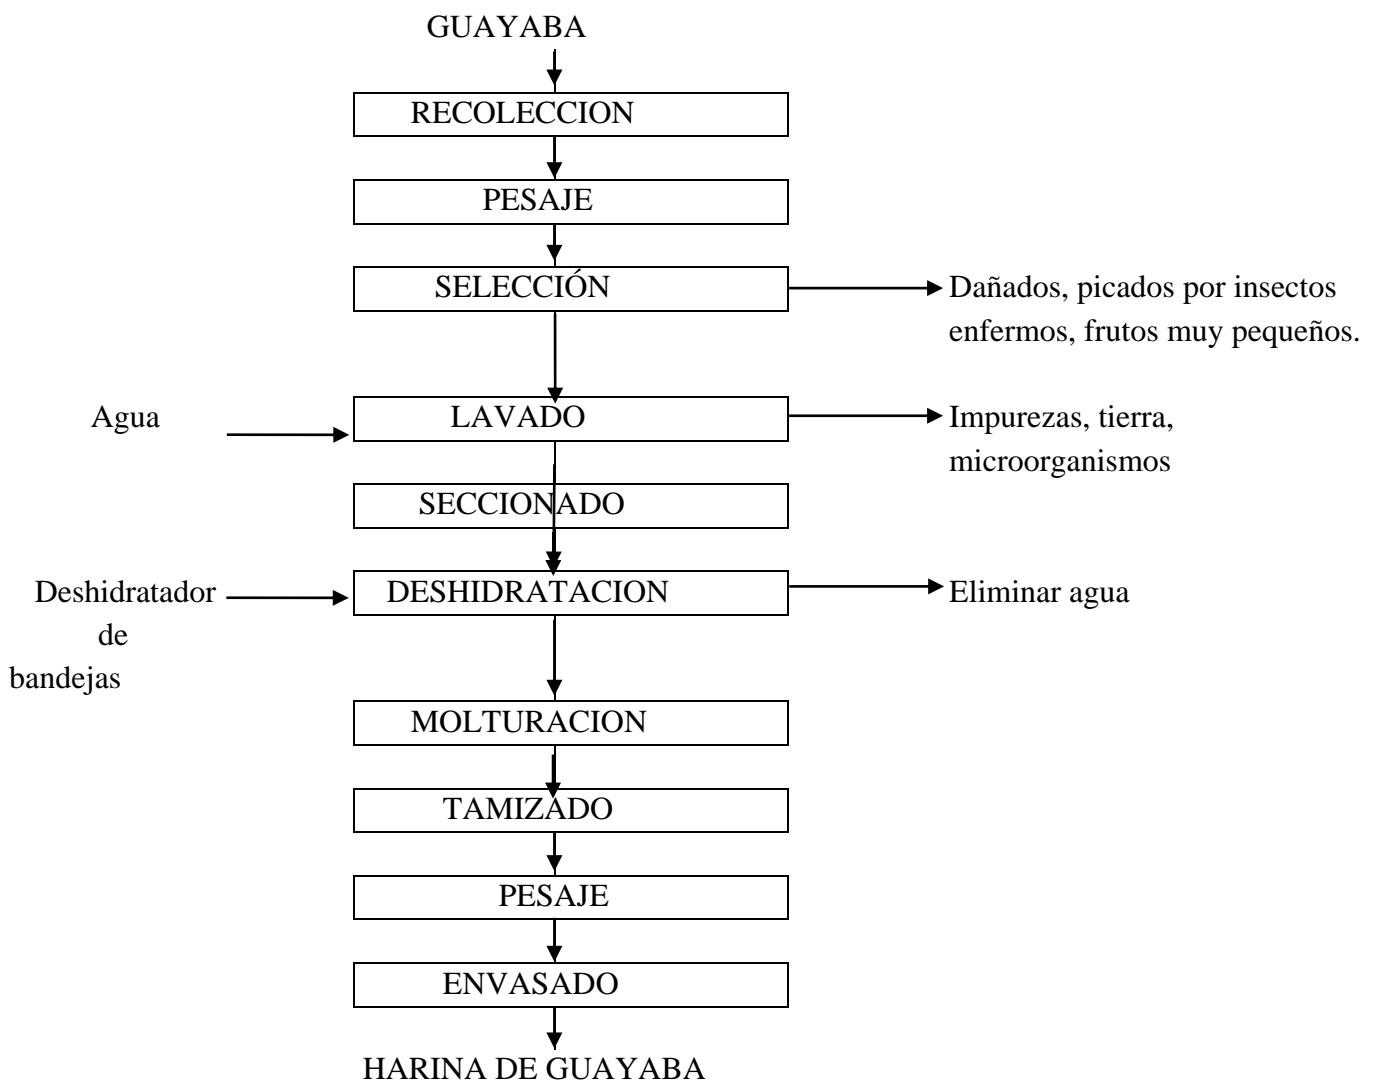 GUAYABA
RECOLECCION
PESAJE
SELECCIÓN
Dañados, picados por insectos
enfermos, frutos muy pequeños.
Agua
LAVADO
Impurezas, tierra,
microorganismos
SECCIONADO
Deshidratador
de
bandejas
DESHIDRATACION
Eliminar agua
MOLTURACION
TAMIZADO
PESAJE
ENVASADO
HARINA DE GUAYABA